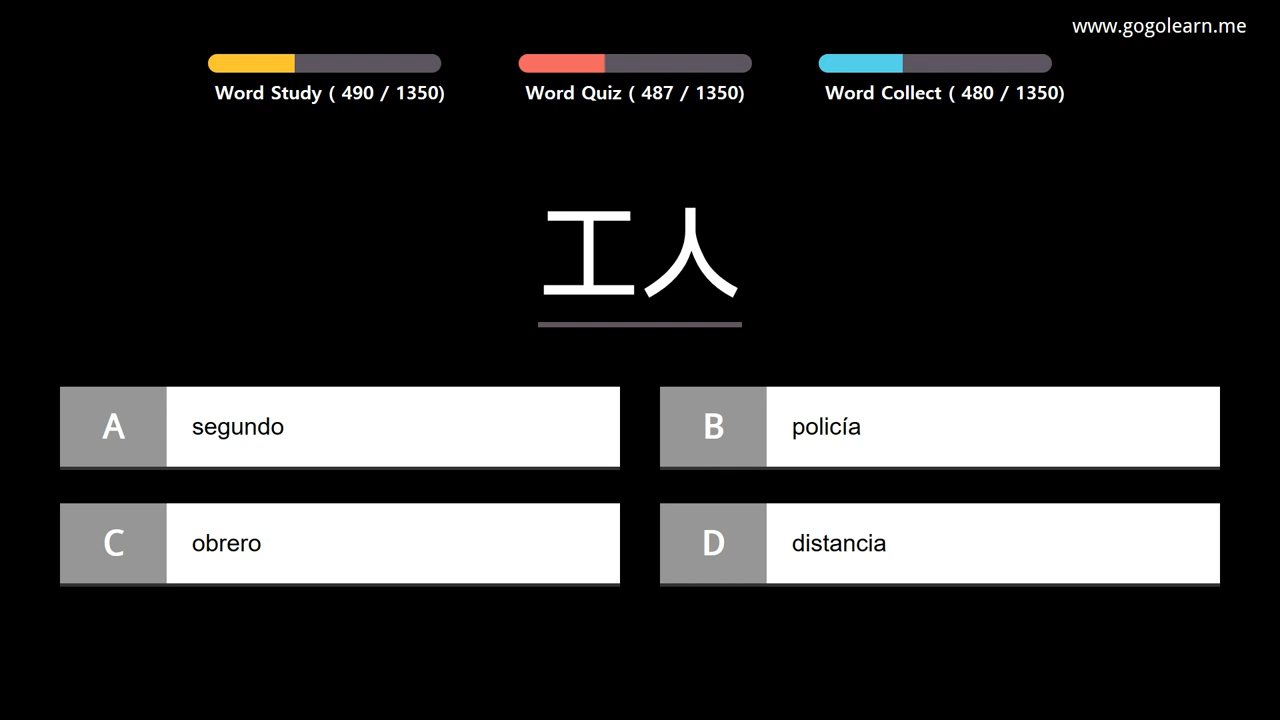 www.gogolearn.me
Word Study ( 490 / 1350)
Word Quiz ( 487 / 1350)
Word Collect ( 480 / 1350)
工人
A segundo
B policía
C obrero
D distancia